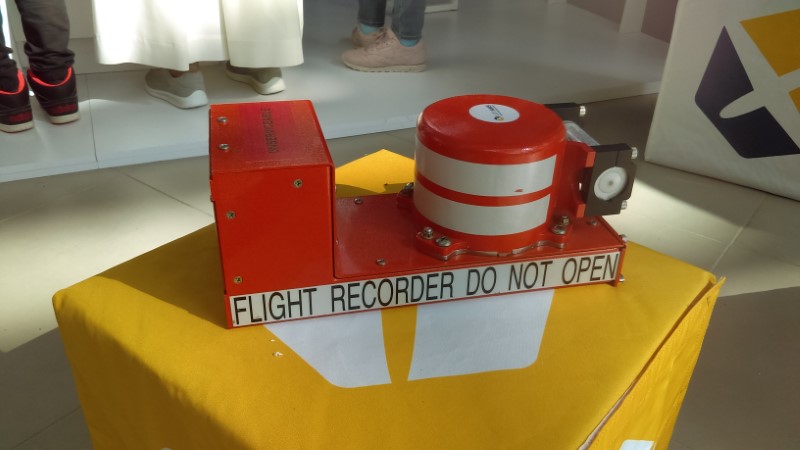 FLIGHT RECORDER DO NOT OPEN